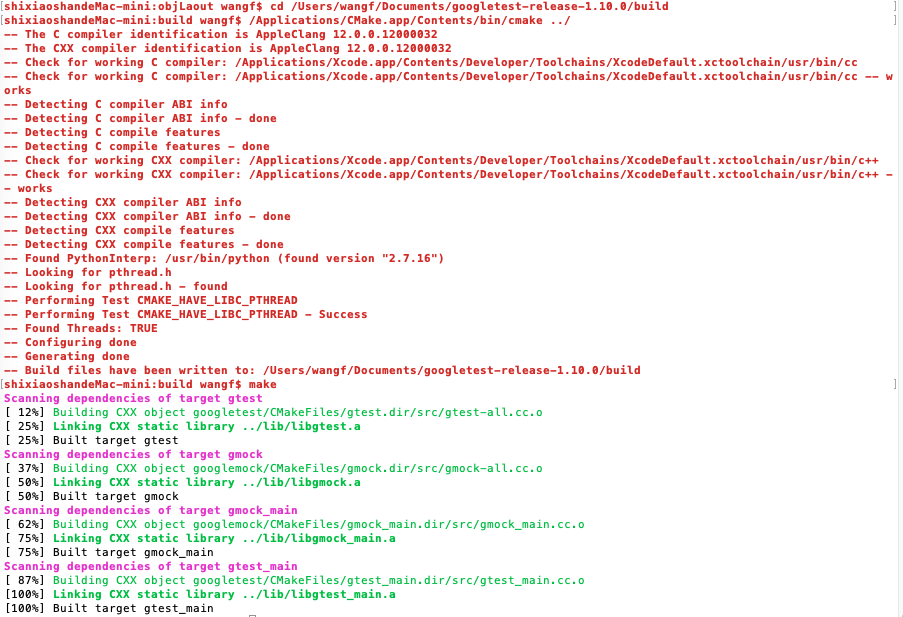 shixiaoshandeMac-mini:objLaout wangf$ cd /Users/wangf/Documents/googletest-release-1.10.0/build
[shixiaoshandeMac-mini:build wangf$ /Applications/CMake.app/Contents/bin/cmake ../ ]
-- The C compiler identification is AppleClang 12.0.0.12000032
-- The CXX compiler identification is AppleClang 12.0.0.12000032
-- Check for working C compiler: /Applications/Xcode.app/Contents/Developer/Toolchains/XcodeDefault.xctoolchain/usr/bin/cc
-- Check for working C compiler: /Applications/Xcode.app/Contents/Developer/Toolchains/XcodeDefault.xctoolchain/usr/bin/cc -- w
orks
-- Detecting C compiler ABI info
-- Detecting C compiler ABI info - done
-- Detecting C compile features
-- Detecting C compile features - done
-- Check for working CXX compiler: /Applications/Xcode.app/Contents/Developer/Toolchains/XcodeDefault.xctoolchain/usr/bin/c++
-- Check for working CXX compiler: /Applications/Xcode.app/Contents/Developer/Toolchains/XcodeDefault.xctoolchain/usr/bin/c++ -
- works
-- Detecting CXX compiler ABI info
-- Detecting CXX compiler ABI info - done
-- Detecting CXX compile features
-- Detecting CXX compile features - done
-- Found PythonInterp: /usr/bin/python (found version "2.7.16")
-- Looking for pthread.h
-- Looking for pthread.h - found
-- Performing Test CMAKE_HAVE_LIBC_PTHREAD
-- Performing Test CMAKE_HAVE_LIBC_PTHREAD - Success
-- Found Threads: TRUE
-- Configuring done
-- Generating done
-- Build files have been written to: /Users/wangf/Documents/googletest-release-1.10.0/build
[shixiaoshandeMac-mini:build wangf$ make ]
Scanning dependencies of target gtest
[ 12%] Building CXX object googletest/CMakeFiles/gtest.dir/src/gtest-all.cc.o
[ 25%] Linking CXX static library ../lib/libgtest.a
[ 25%] Built target gtest
Scanning dependencies of target gmock
[ 37%] Building CXX object googlemock/CMakeFiles/gmock.dir/src/gmock-all.cc.o
[ 50%] Linking CXX static library ../lib/libgmock.a
[ 50%] Built target gmock
Scanning dependencies of target gmock_main
[ 62%] Building CXX object googlemock/CMakeFiles/gmock_main.dir/src/gmock_main.cc.o
[ 75%] Linking CXX static library ../lib/libgmock_main.a
[ 75%] Built target gmock_main
Scanning dependencies of target gtest_main
[ 87%] Building CXX object googletest/CMakeFiles/gtest_main.dir/src/gtest_main.cc.o
[100%] Linking CXX static library ../lib/libgtest_main.a
[100%] Built target gtest_main